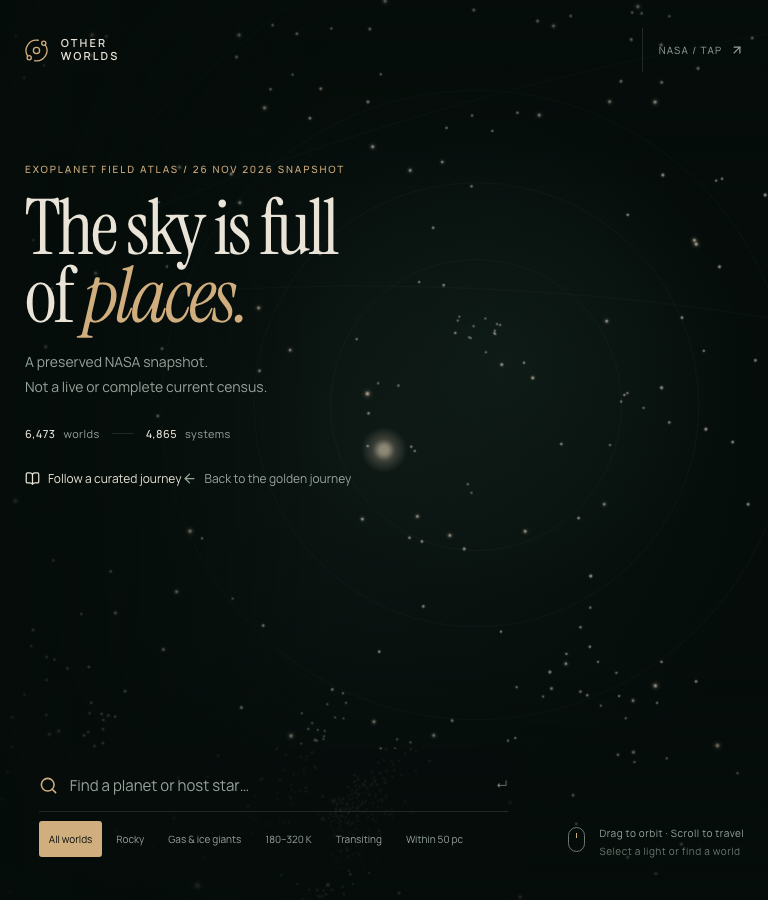 OTHER
WORLDS
NASA / TAP
EXOPLANET FIELD ATLAS / 26 NOV 2026 SNAPSHOT
The sky is full
of places.
A preserved NASA snapshot.
Not a live or complete current census.
6,473 worlds
4,865 systems
Follow a curated journey
Back to the golden journey
Find a planet or host star...
All worlds
Rocky
Gas & ice giants
180–320 K
Transiting
Within 50 pc
Drag to orbit · Scroll to travel
Select a light or find a world